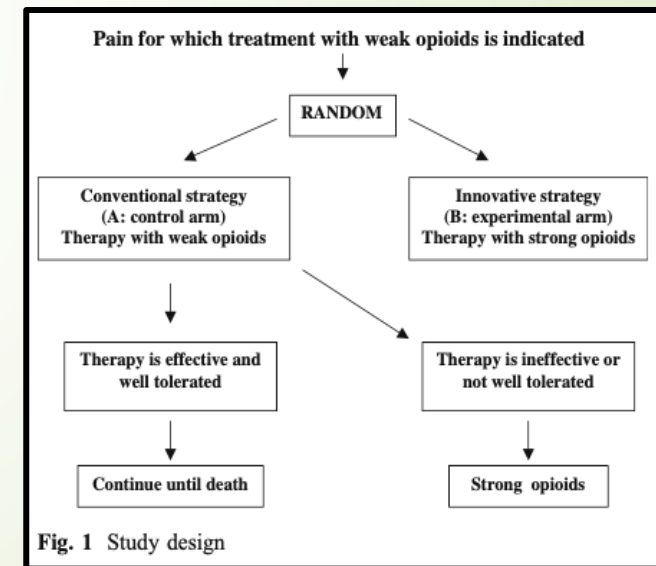 Pain for which treatment with weak opioids is indicated
RANDOM
Conventional strategy
(A: control arm)
Therapy with weak opioids
Innovative strategy
(B: experimental arm)
Therapy with strong opioids
Therapy is effective and
well tolerated
Therapy is ineffective or
not well tolerated
Continue until death
Strong opioids
Fig. 1 Study design